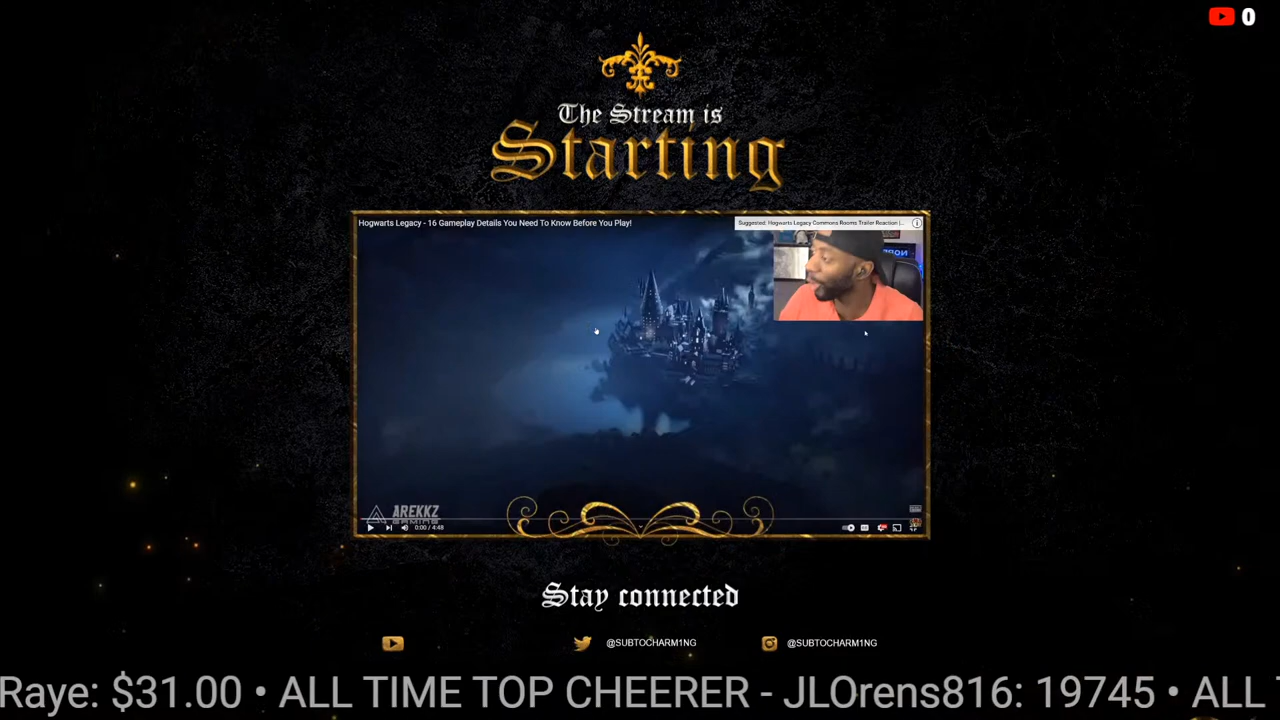 0
The Stream is
Starting
Hogwarts Legacy - 16 Gameplay Details You Need To Know Before You Play!
Suggested: Hogwarts Legacy Commons Rooms Trailer Reaction |...
AREKKZ
GAMING
0:00 / 4:48
Stay connected
@SUBTOCHARM1NG
@SUBTOCHARM1NG
Raye: $31.00 • ALL TIME TOP CHEERER - JLOrens816: 19745 • ALL